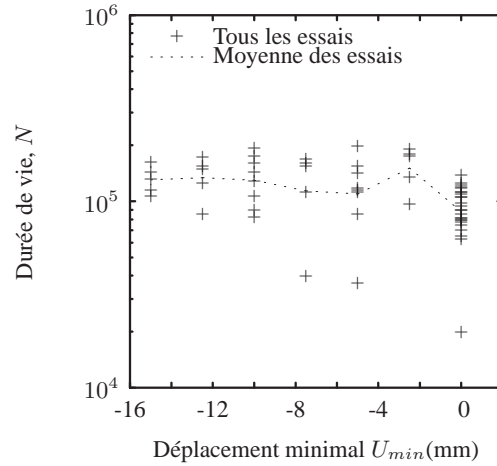 10^6
Tous les essais
Moyenne des essais
Durée de vie, N
10^5
10^4
-16 -12 -8 -4 0
Déplacement minimal U_min(mm)